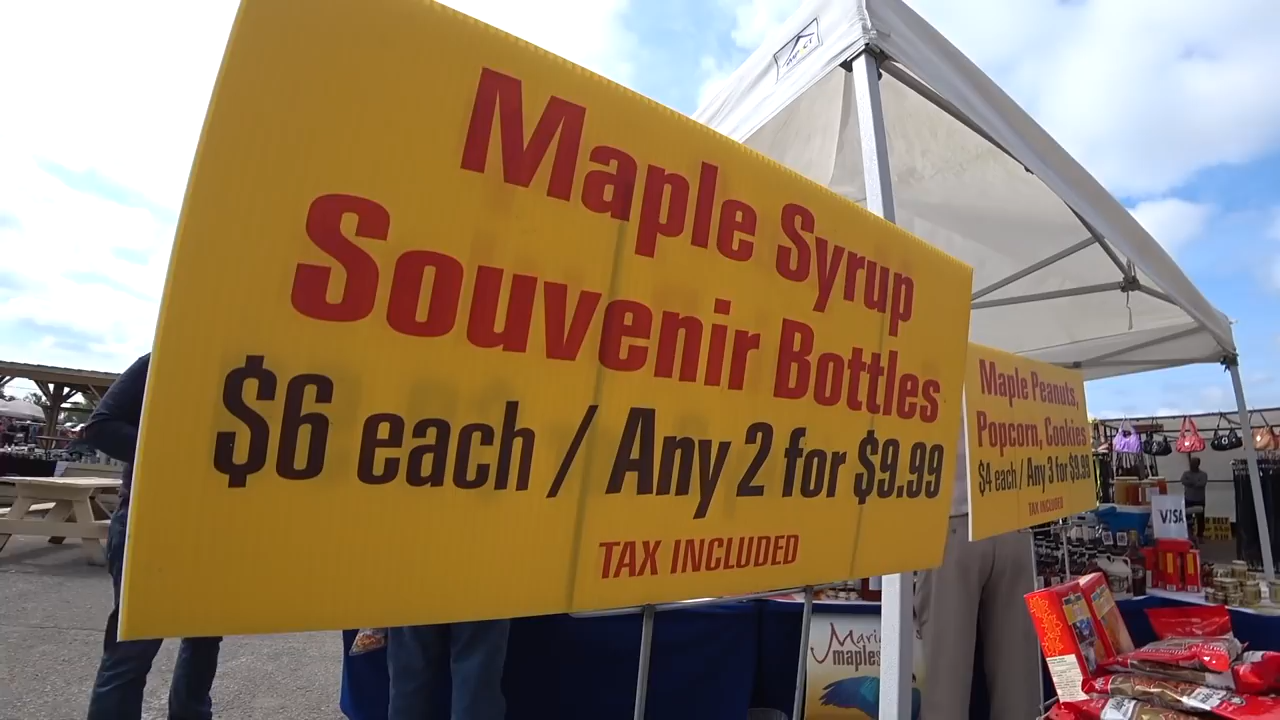 Maple Syrup
Souvenir Bottles
$6 each / Any 2 for $9.99
TAX INCLUDED
Maple Peanuts,
Popcorn, Cookies
$4 each / Any 3 for $9.99
TAX INCLUDED
VISA
maples